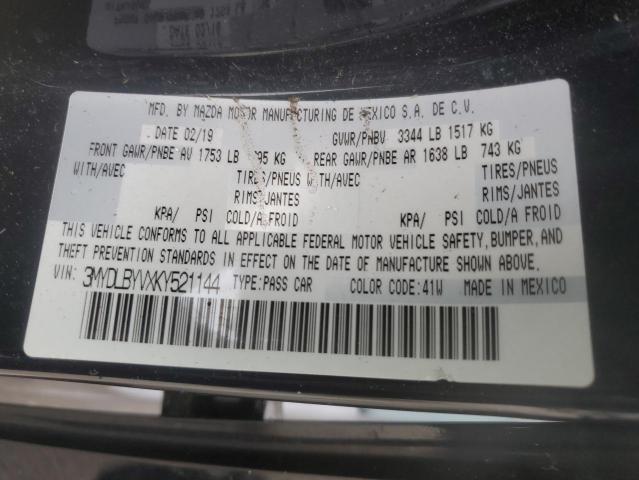 MFD. BY MAZDA MOTOR MANUFACTURING DE MEXICO S.A. DE C.V.
DATE 02/19 GVWR/PNBV 3344 LB 1517 KG
FRONT GAWR/PNBE AV 1753 LB 795 KG REAR GAWR/PNBE AR 1638 LB 743 KG
WITH/AVEC TIRES/PNEUS WITH/AVEC TIRES/PNEUS
RIMS/JANTES RIMS/JANTES
KPA/ PSI COLD/A FROID KPA/ PSI COLD/A FROID
THIS VEHICLE CONFORMS TO ALL APPLICABLE FEDERAL MOTOR VEHICLE SAFETY, BUMPER, AND
THEFT PREVENTION STANDARDS IN EFFECT ON THE DATE OF MANUFACTURE SHOWN ABOVE.
VIN: 3MYDLBYVXKY521144 TYPE:PASS CAR COLOR CODE:41W MADE IN MEXICO